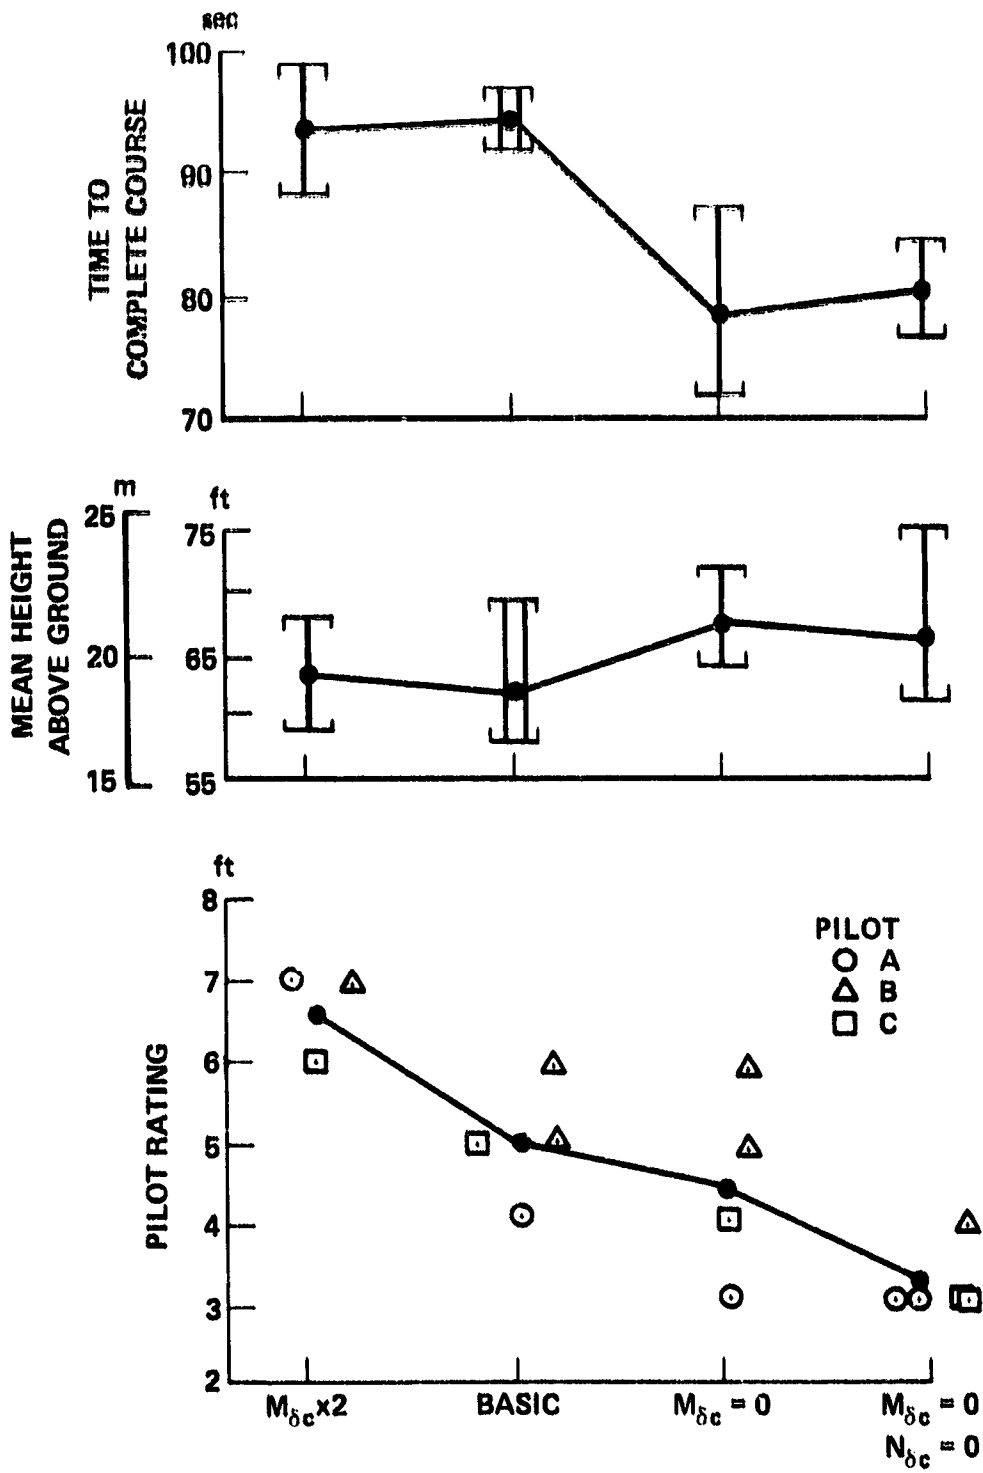 sec
100
90
80
70
TIME TO
COMPLETE COURSE
m
25
20
15
ft
75
65
55
MEAN HEIGHT
ABOVE GROUND
ft
8
7
6
5
4
3
2
PILOT RATING
PILOT
A
B
C
Mδcx2
BASIC
Mδc = 0
Mδc = 0
Nδc = 0